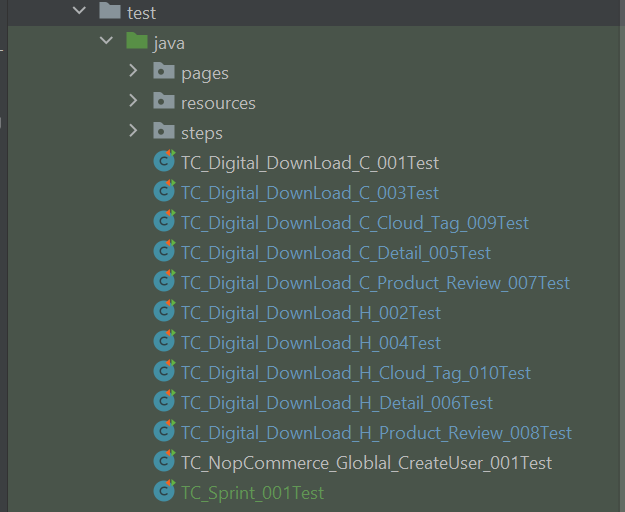 test
java
pages
resources
steps
TC_Digital_DownLoad_C_001Test
TC_Digital_DownLoad_C_003Test
TC_Digital_DownLoad_C_Cloud_Tag_009Test
TC_Digital_DownLoad_C_Detail_005Test
TC_Digital_DownLoad_C_Product_Review_007Test
TC_Digital_DownLoad_H_002Test
TC_Digital_DownLoad_H_004Test
TC_Digital_DownLoad_H_Cloud_Tag_010Test
TC_Digital_DownLoad_H_Detail_006Test
TC_Digital_DownLoad_H_Product_Review_008Test
TC_NopCommerce_Globlal_CreateUser_001Test
TC_Sprint_001Test